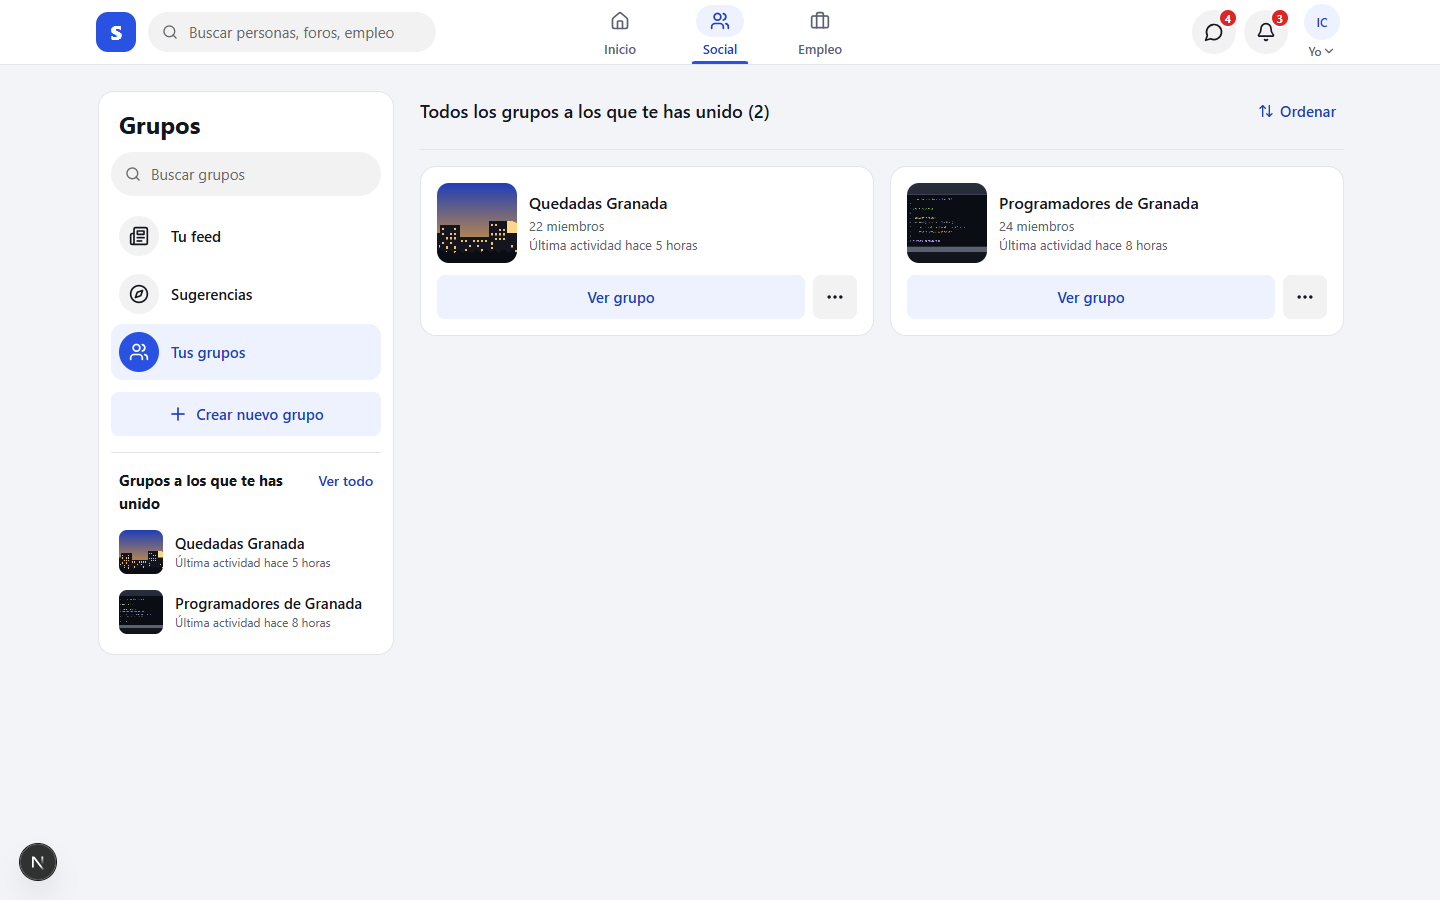 S
Buscar personas, foros, empleo
Inicio
Social
Empleo
4
3
IC
Yo
Grupos
Buscar grupos
Tu feed
Sugerencias
Tus grupos
Crear nuevo grupo
Grupos a los que te has unido
Ver todo
Quedadas Granada
Última actividad hace 5 horas
Programadores de Granada
Última actividad hace 8 horas
Todos los grupos a los que te has unido (2)
Ordenar
Quedadas Granada
22 miembros
Última actividad hace 5 horas
Ver grupo
Programadores de Granada
24 miembros
Última actividad hace 8 horas
Ver grupo
N